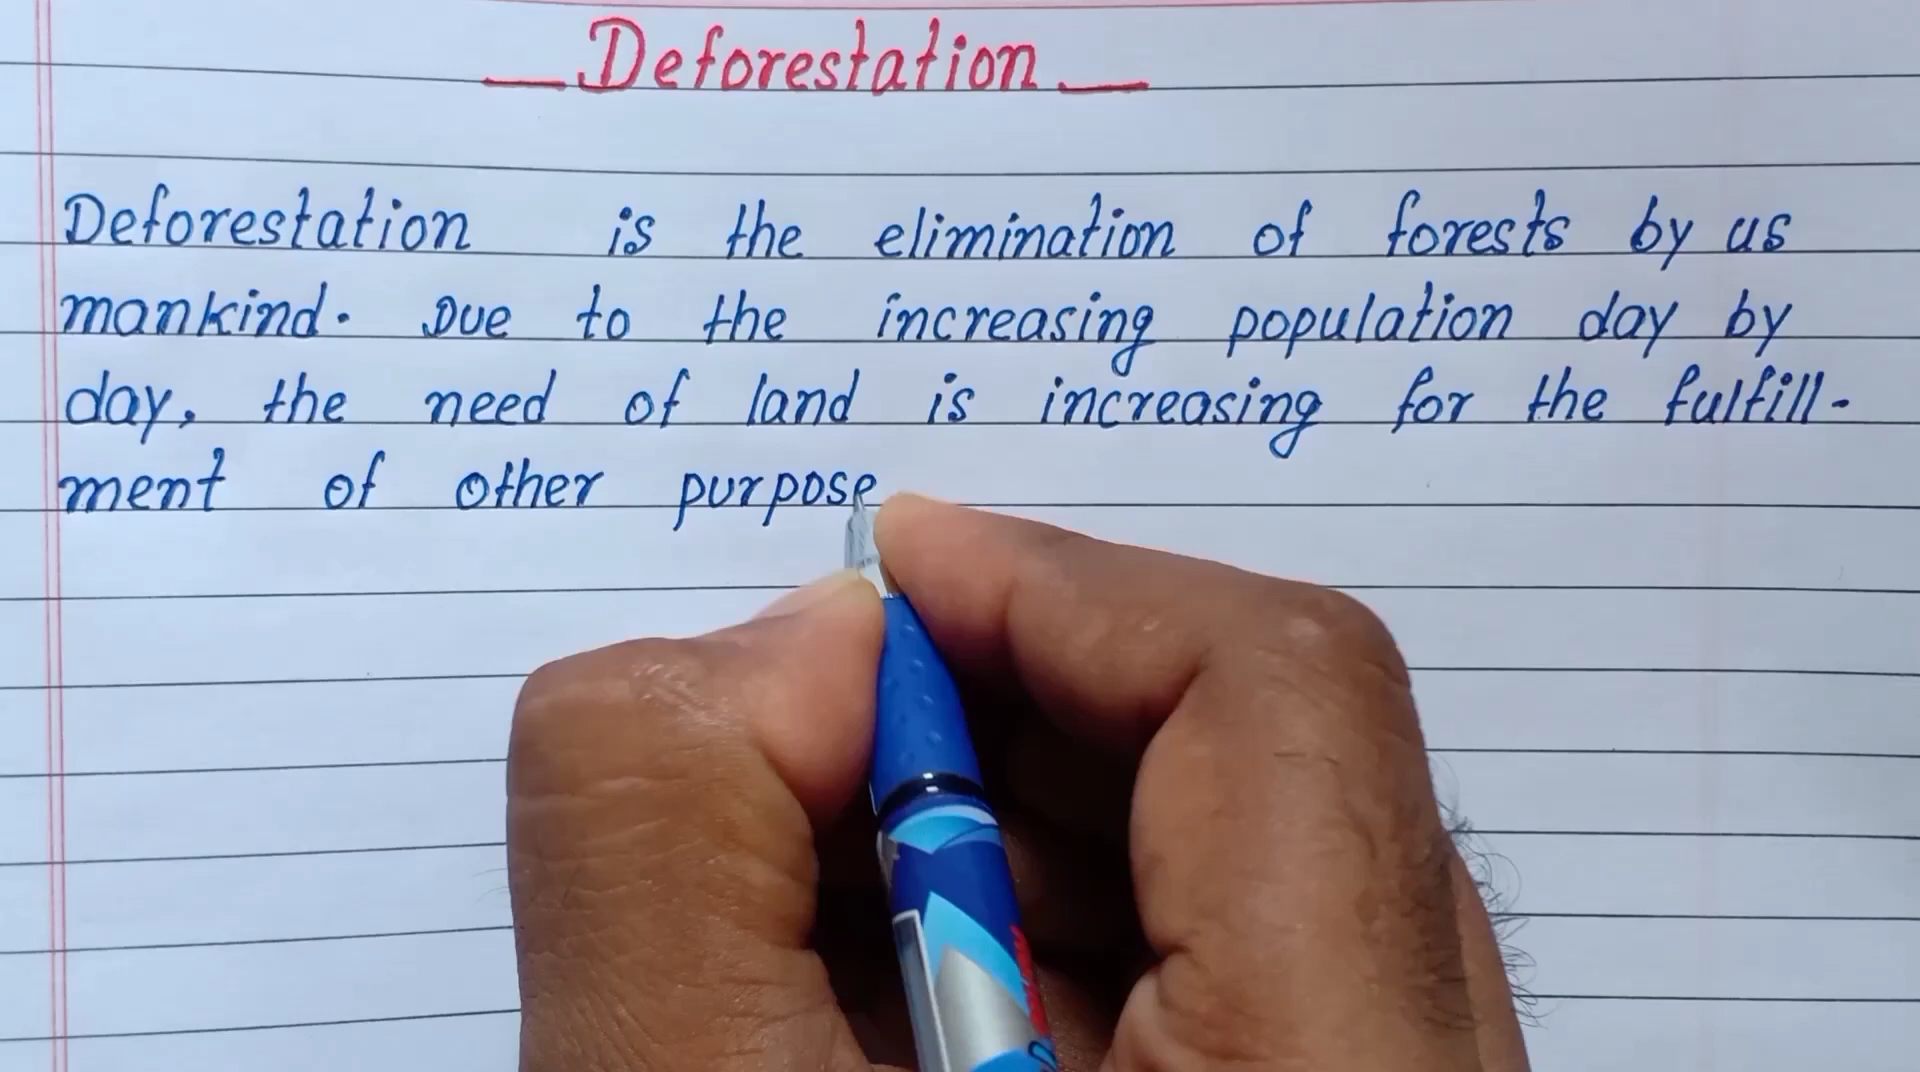 Deforestation
Deforestation is the elimination of forests by us
mankind. Due to the increasing population day by
day, the need of land is increasing for the fulfill-
ment of other purpose